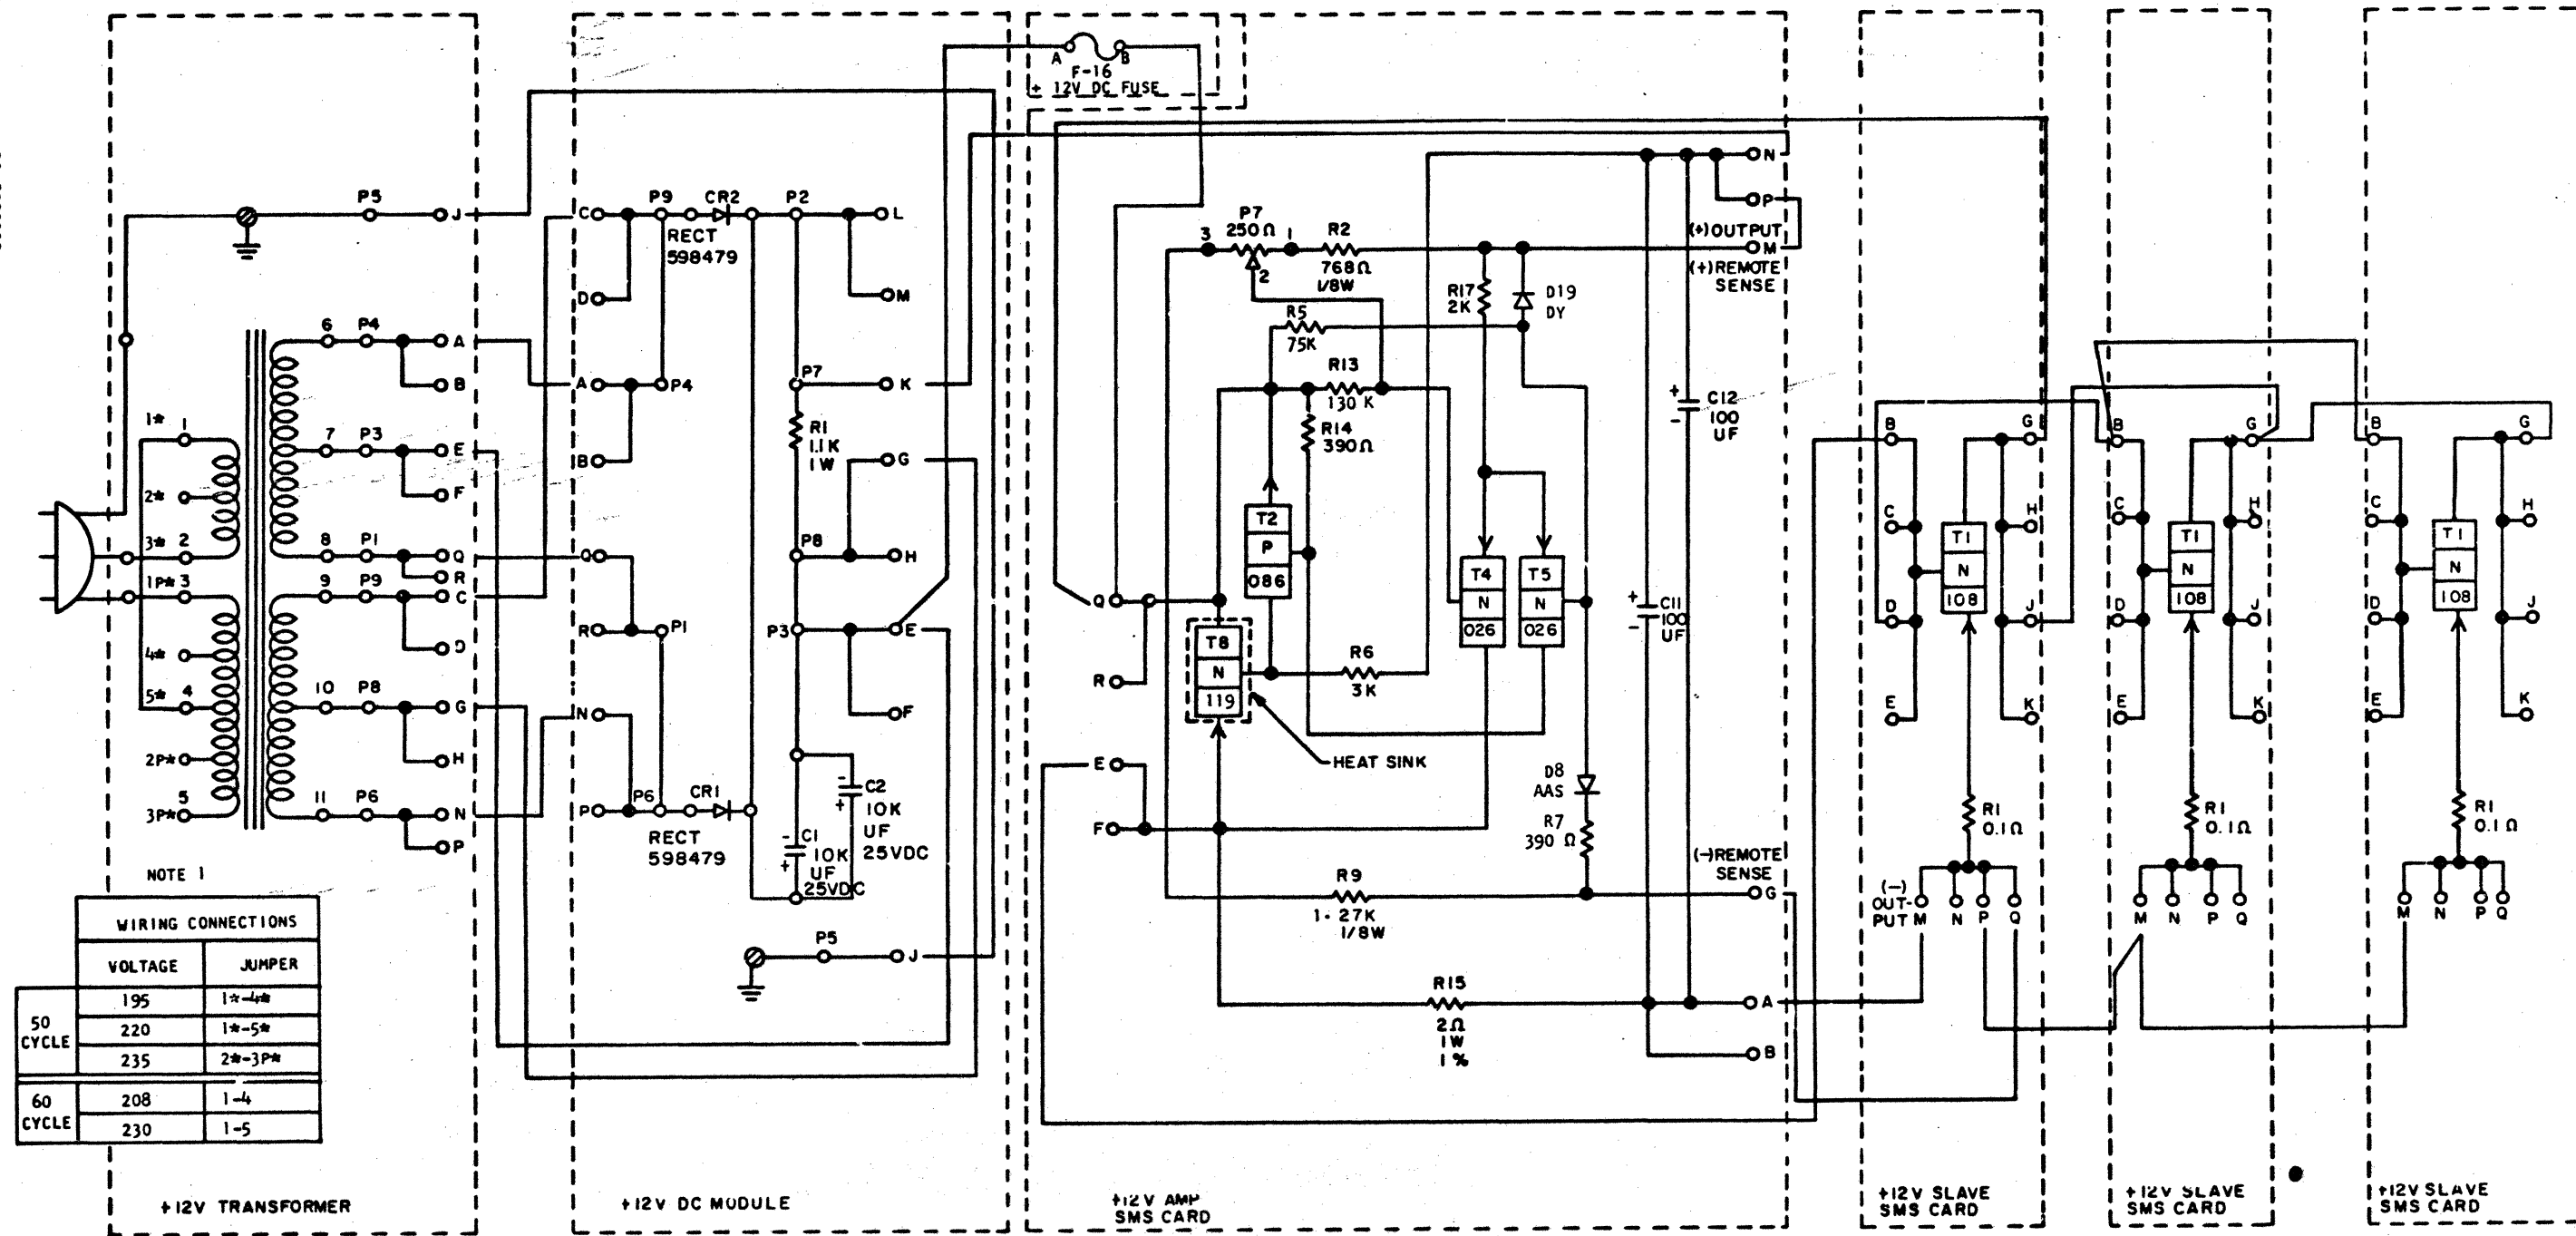 A
B
F-16
+ 12V DC FUSE
P5
J
6
P4
A
B
7
P3
E
F
8
P1
Q
R
9
P9
C
D
10
P8
G
H
11
P6
N
P
1*
1
2*
3*
2
1P*
3
4*
5*
4
2P*
5
3P*
NOTE 1
WIRING CONNECTIONS
VOLTAGE
JUMPER
50 CYCLE
195
1*-4*
220
1*-5*
235
2*-3P*
60 CYCLE
208
1-4
230
1-5
+12V TRANSFORMER
C
P9
CR2
P2
L
RECT
598479
D
M
A
P4
P7
K
B
R1
1.1K
1W
G
Q
P8
H
R
P1
P3
E
N
F
P
P6
CR1
RECT
598479
C2
10K
UF
25VDC
C1
10K
UF
25VDC
P5
J
+12V DC MODULE
N
P
(+)OUTPUT
M
(+)REMOTE
SENSE
3
P7
250Ω
1
2
R2
768Ω
1/8W
R17
2K
D19
DY
R5
75K
R13
130 K
R14
390Ω
C12
100
UF
T2
P
086
T4
N
026
T5
N
026
C11
100
UF
Q
R
T8
N
119
R6
3K
HEAT SINK
E
F
D8
AAS
R7
390 Ω
(-)REMOTE
SENSE
G
R9
1-27K
1/8W
R15
2Ω
1W
1%
A
B
+12V AMP
SMS CARD
B
G
C
H
T1
N
108
D
J
E
K
R1
0.1Ω
(-)
OUT-
PUT
M
N
P
Q
+12V SLAVE
SMS CARD
B
G
C
H
T1
N
108
D
J
E
K
R1
0.1Ω
M
N
P
Q
+12V SLAVE
SMS CARD
B
G
C
H
T1
N
108
D
J
E
K
R1
0.1Ω
M
N
P
Q
+12V SLAVE
SMS CARD